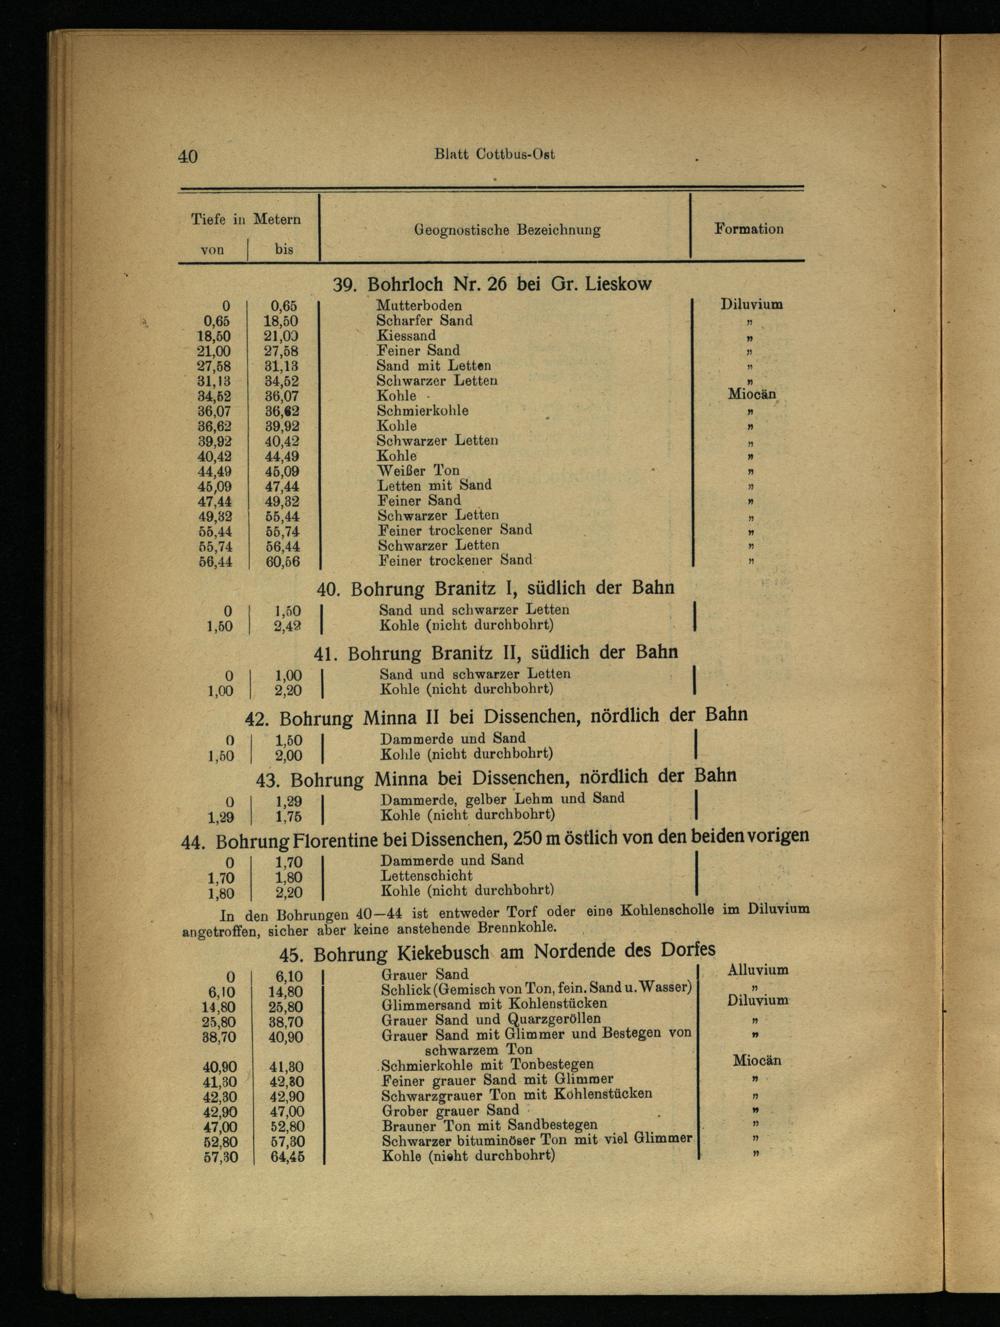 40 Blatt Cottbus-Ost
Tiefe in Metern
Geognostische Bezeichnung Formation
von bis
39. Bohrloch Nr. 26 bei Gr. Lieskow
0 0,65 Mutterboden Diluvium
0,65 18,50 Scharfer Sand „
18,50 21,00 Kiessand „
21,00 27,58 Feiner Sand „
27,58 31,13 Sand mit Letten „
31,13 34,52 Schwarzer Letten „
34,52 36,07 Kohle Miocän
36,07 36,62 Schmierkohle „
36,62 39,92 Kohle „
39,92 40,42 Schwarzer Letten „
40,42 44,49 Kohle „
44,49 45,09 Weißer Ton „
45,09 47,44 Letten mit Sand „
47,44 49,32 Feiner Sand „
49,32 55,44 Schwarzer Letten „
55,44 55,74 Feiner trockener Sand „
55,74 56,44 Schwarzer Letten „
56,44 60,56 Feiner trockener Sand „
40. Bohrung Branitz I, südlich der Bahn
0 1,50 Sand und schwarzer Letten
1,50 2,42 Kohle (nicht durchbohrt)
41. Bohrung Branitz II, südlich der Bahn
0 1,00 Sand und schwarzer Letten
1,00 2,20 Kohle (nicht durchbohrt)
42. Bohrung Minna II bei Dissenchen, nördlich der Bahn
0 1,50 Dammerde und Sand
1,50 2,00 Kohle (nicht durchbohrt)
43. Bohrung Minna bei Dissenchen, nördlich der Bahn
0 1,29 Dammerde, gelber Lehm und Sand
1,29 1,75 Kohle (nicht durchbohrt)
44. Bohrung Florentine bei Dissenchen, 250 m östlich von den beiden vorigen
0 1,70 Dammerde und Sand
1,70 1,80 Lettenschicht
1,80 2,20 Kohle (nicht durchbohrt)
In den Bohrungen 40—44 ist entweder Torf oder eine Kohlenscholle im Diluvium
angetroffen, sicher aber keine anstehende Brennkohle.
45. Bohrung Kiekebusch am Nordende des Dorfes
0 6,10 Grauer Sand Alluvium
6,10 14,80 Schlick (Gemisch von Ton, fein. Sand u. Wasser) „
14,80 25,80 Glimmersand mit Kohlenstücken Diluvium
25,80 38,70 Grauer Sand und Quarzgeröllen „
38,70 40,90 Grauer Sand mit Glimmer und Bestegen von „
schwarzem Ton
40,90 41,30 Schmierkohle mit Tonbestegen Miocän
41,30 42,30 Feiner grauer Sand mit Glimmer „
42,30 42,90 Schwarzgrauer Ton mit Kohlenstücken „
42,90 47,00 Grober grauer Sand „
47,00 52,80 Brauner Ton mit Sandbestegen „
52,80 57,30 Schwarzer bituminöser Ton mit viel Glimmer „
57,30 64,45 Kohle (nicht durchbohrt) „